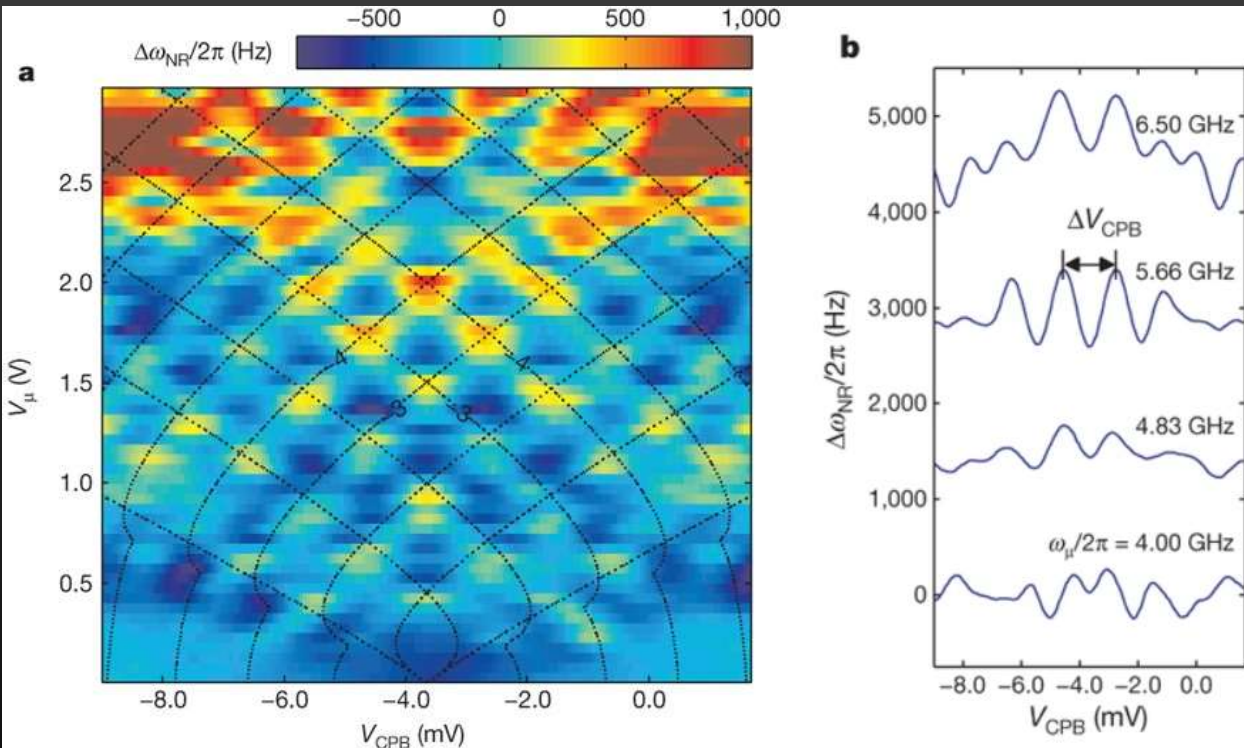 −500 0 500 1,000
Δω_NR/2π (Hz)
a
2.5
2.0
1.5
1.0
0.5
V_μ (V)
4 4
3 3
−8.0 −6.0 −4.0 −2.0 0.0
V_CPB (mV)
b
5,000
4,000
3,000
2,000
1,000
0
Δω_NR/2π (Hz)
6.50 GHz
ΔV_CPB
5.66 GHz
4.83 GHz
ω_μ/2π = 4.00 GHz
-8.0 -6.0 -4.0 -2.0 0.0
V_CPB (mV)